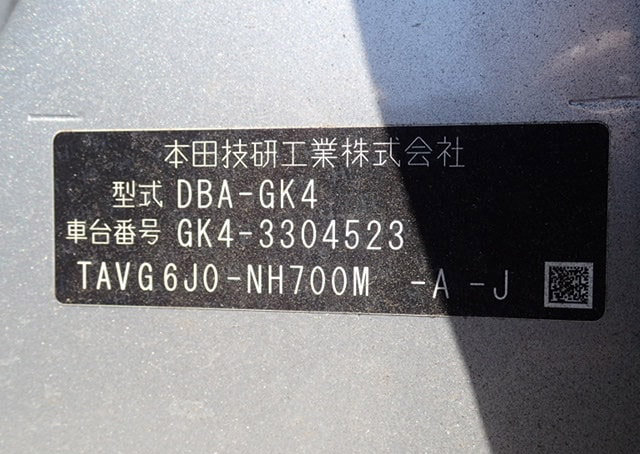 本田技研工業株式会社
型式 DBA-GK4
車台番号 GK4-3304523
TAVG6J0-NH700M -A -J